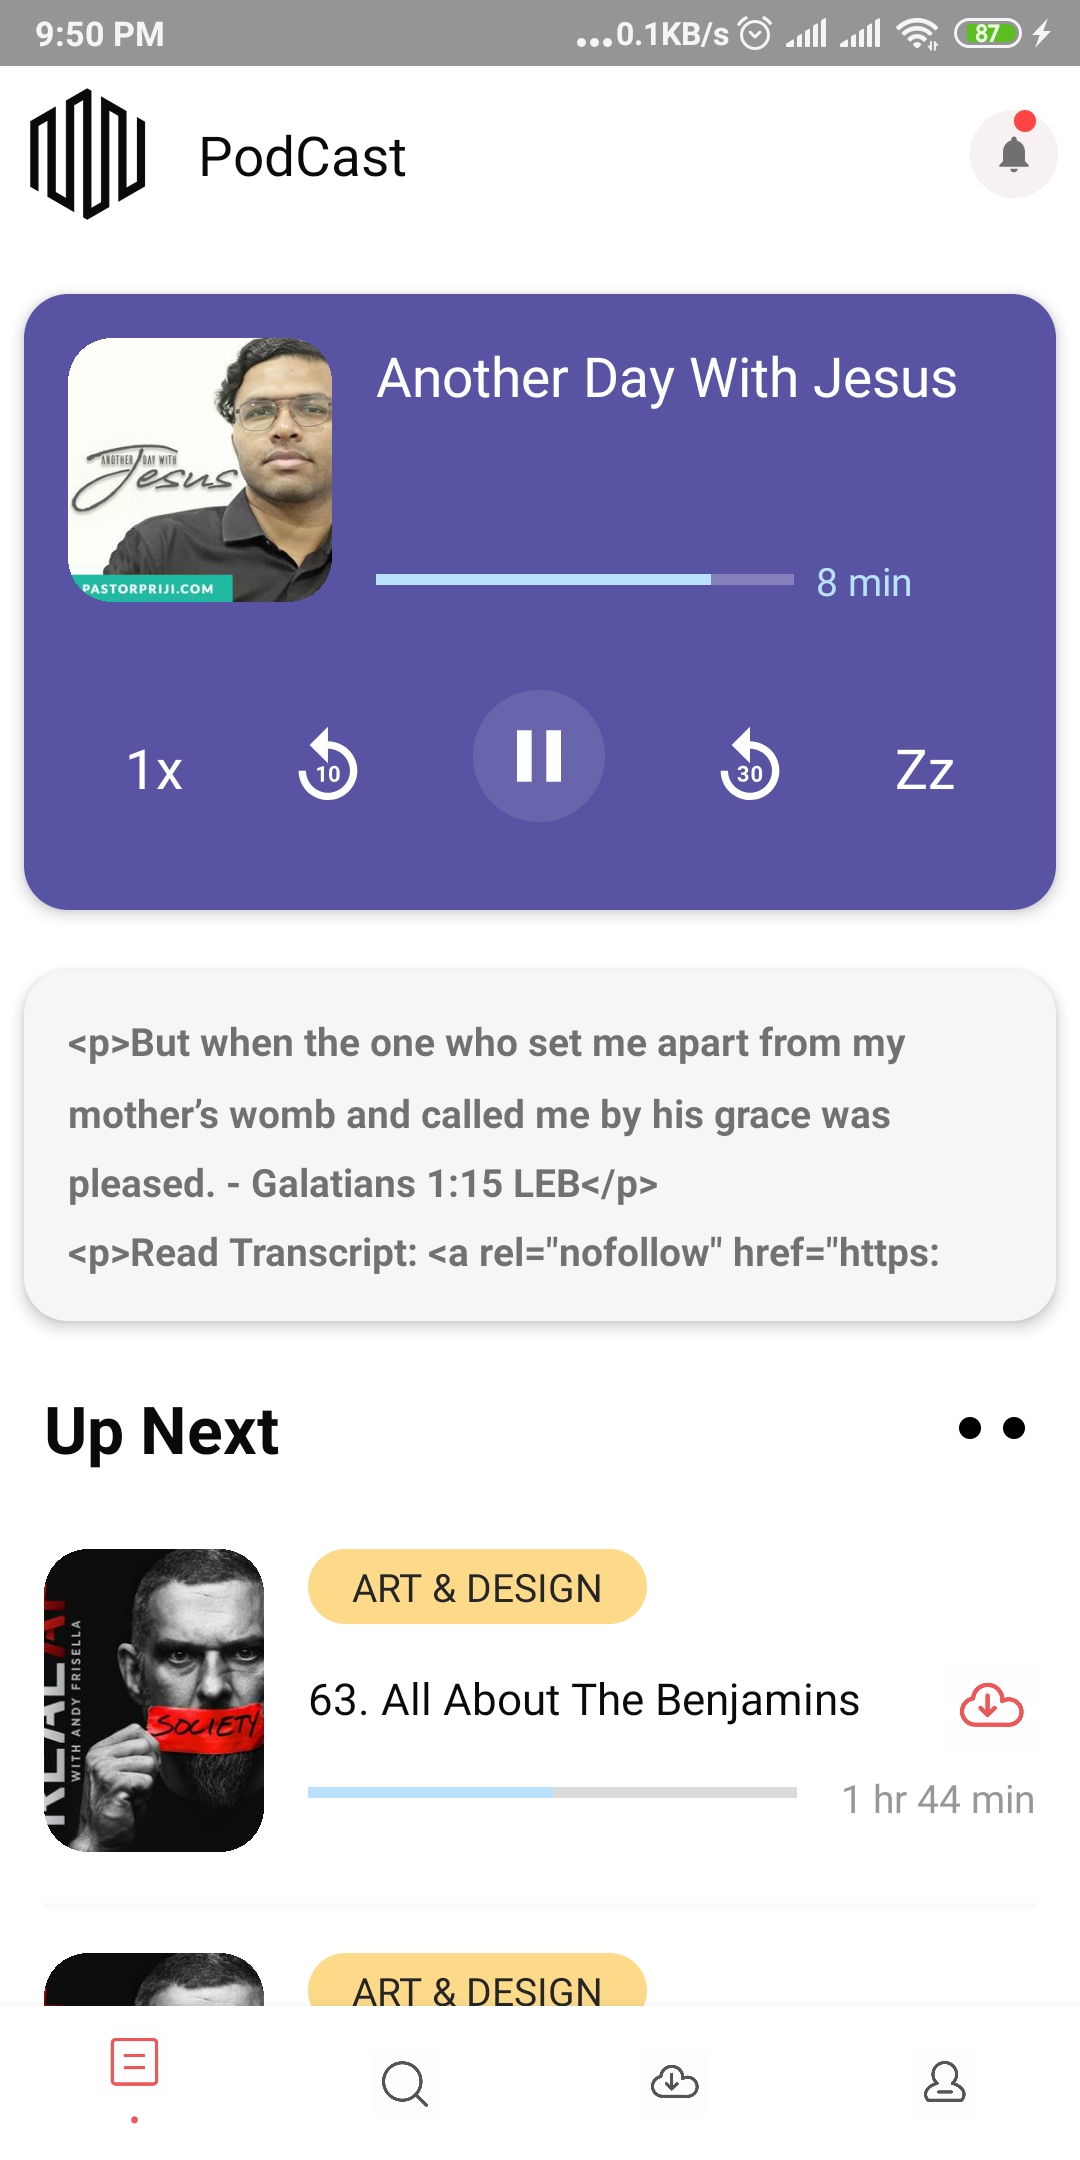 9:50 PM
...0.1KB/s
87
PodCast
Another Day With Jesus
ANOTHER DAY WITH
Jesus
PASTORPRIJI.COM
8 min
1x
10
30
Zz
<p>But when the one who set me apart from my
mother’s womb and called me by his grace was
pleased. - Galatians 1:15 LEB</p>
<p>Read Transcript: <a rel="nofollow" href="https:
Up Next
ART & DESIGN
REAL AF
WITH ANDY FRISELLA
SOCIETY
63. All About The Benjamins
1 hr 44 min
ART & DESIGN